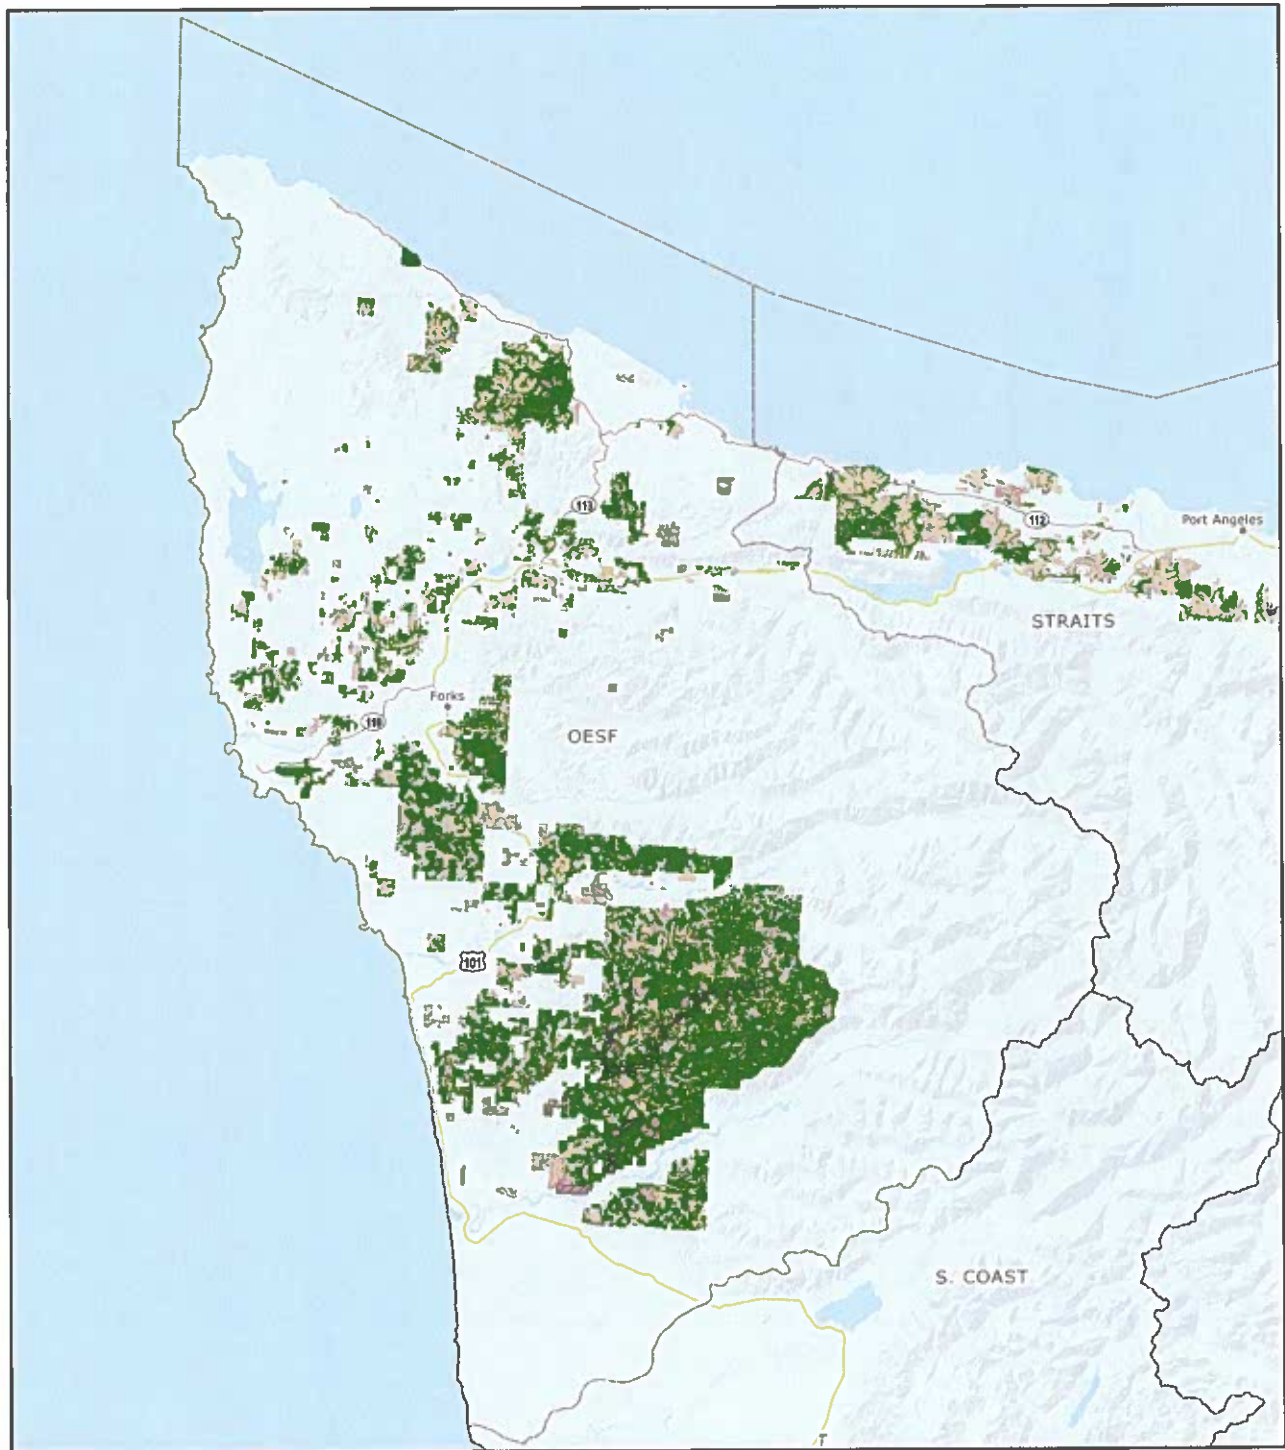 113
112
Port Angeles
STRAITS
Forks
110
OESF
101
S. COAST